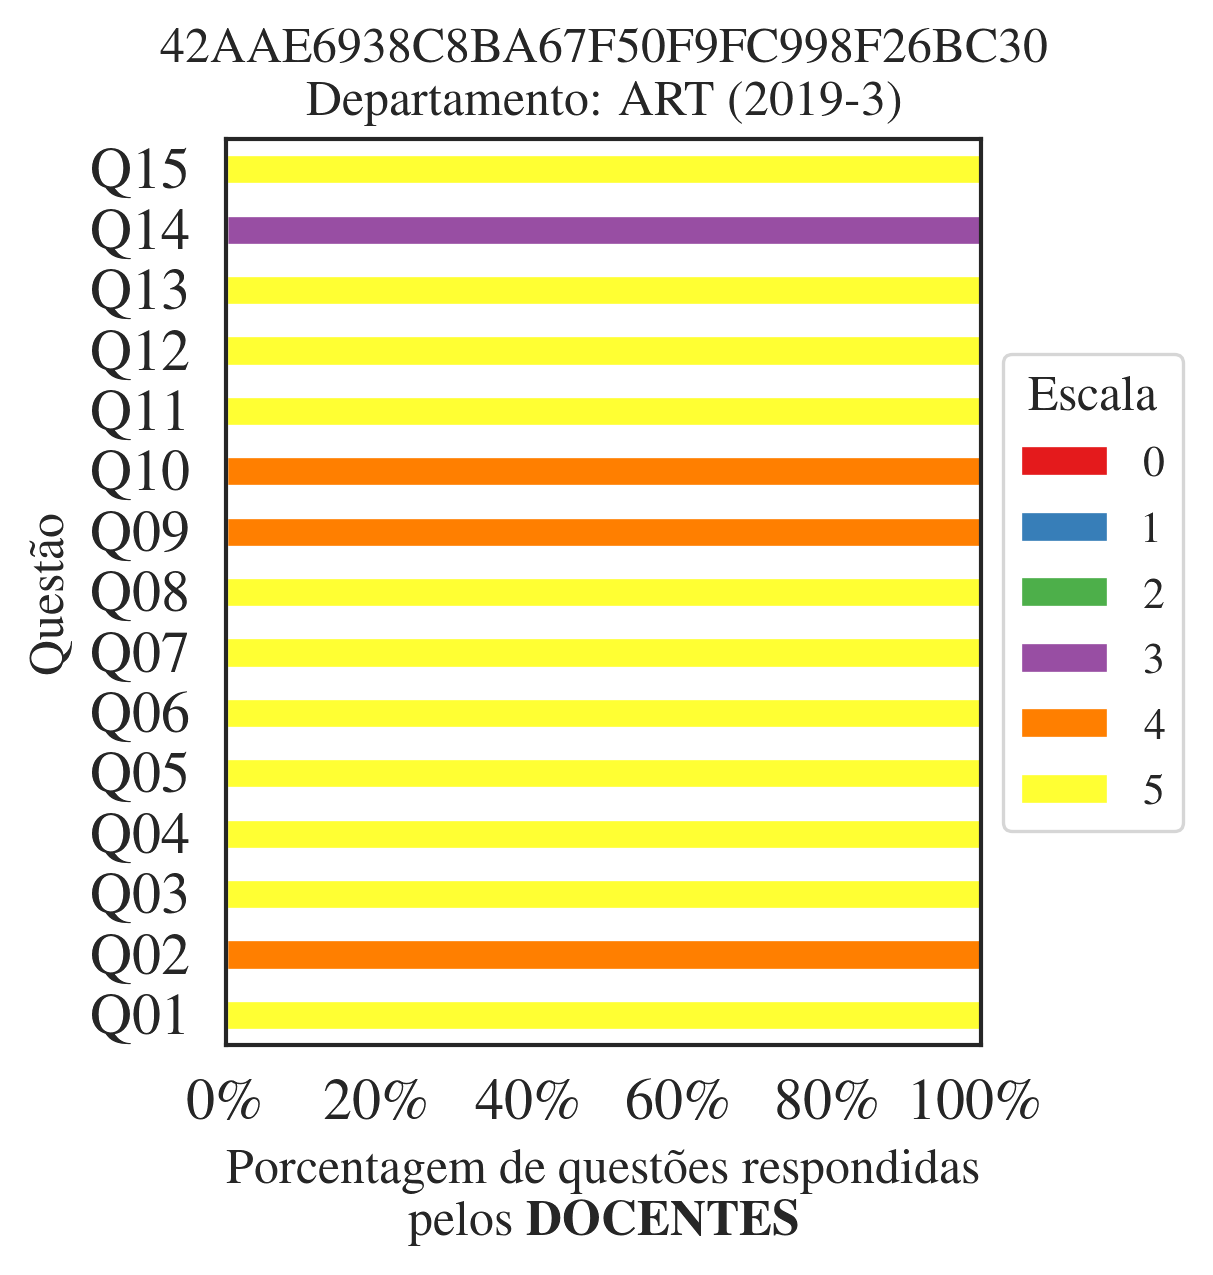 42AAE6938C8BA67F50F9FC998F26BC30
Departamento: ART (2019-3)
Questão
Q15
Q14
Q13
Q12
Q11
Q10
Q09
Q08
Q07
Q06
Q05
Q04
Q03
Q02
Q01
0% 20% 40% 60% 80% 100%
Porcentagem de questões respondidas
pelos DOCENTES
Escala
0
1
2
3
4
5